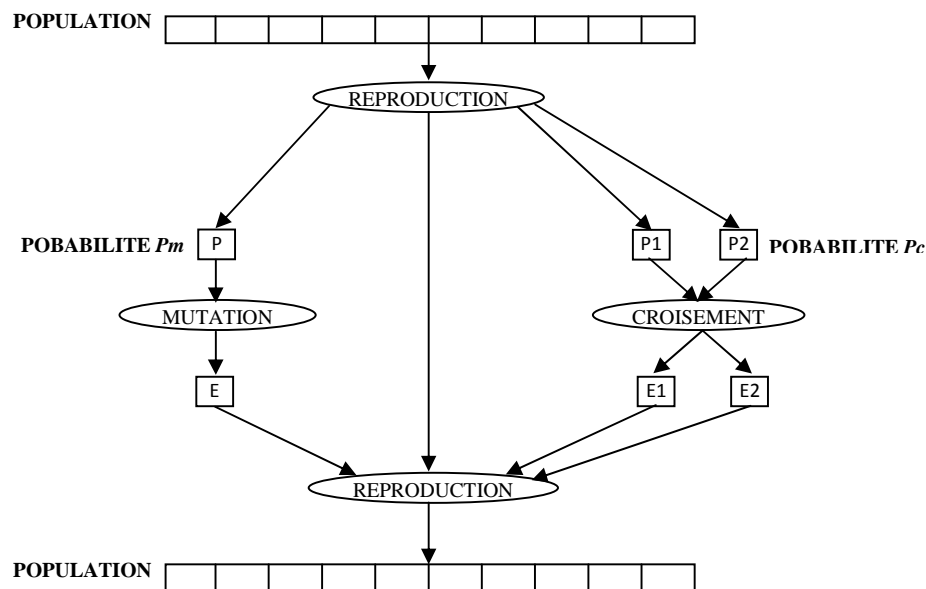 POPULATION
REPRODUCTION
POBABILITE Pm
P
P1
P2
POBABILITE Pc
MUTATION
CROISEMENT
E
E1
E2
REPRODUCTION
POPULATION